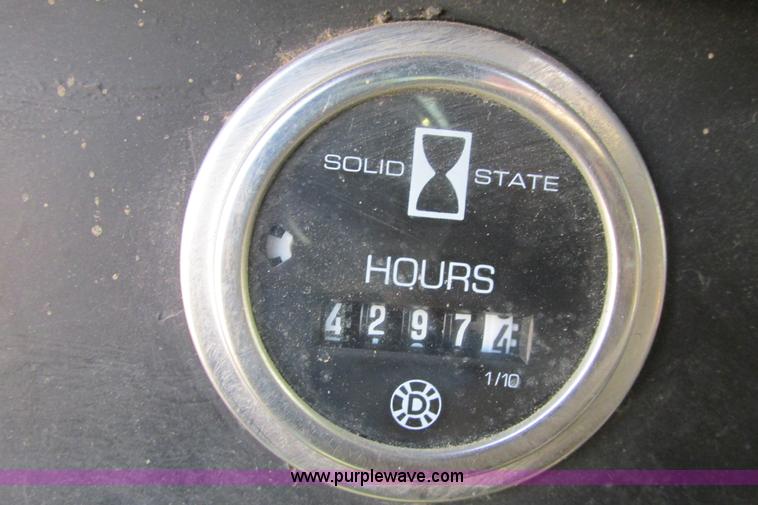 SOLID STATE
HOURS
42974
1/10
D
www.purplewave.com